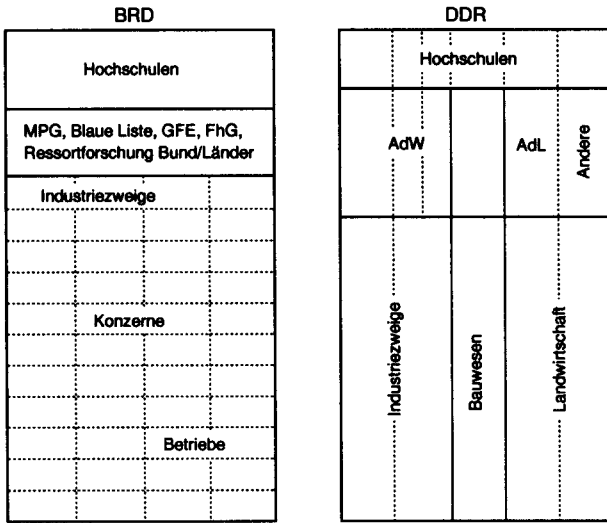 BRD
Hochschulen
MPG, Blaue Liste, GFE, FhG,
Ressortforschung Bund/Länder
Industriezweige
Konzerne
Betriebe
DDR
Hochschulen
AdW
AdL
Andere
Industriezweige
Bauwesen
Landwirtschaft